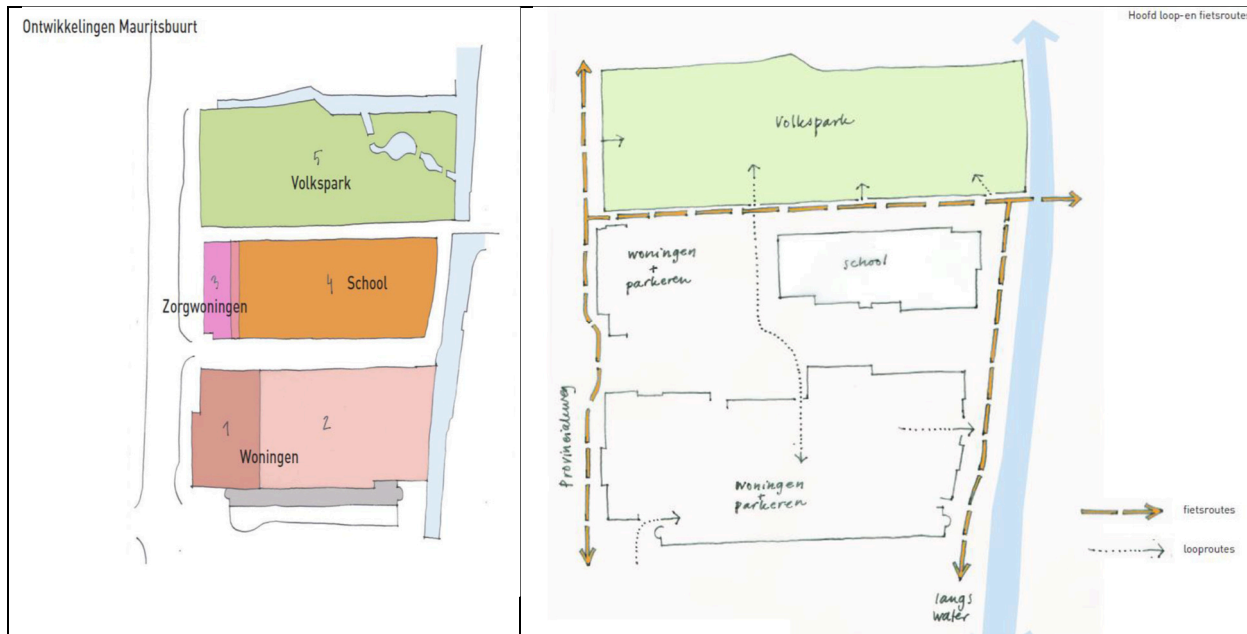 Ontwikkelingen Mauritsbuurt
5
Volkspark
3
4 School
Zorgwoningen
1
2
Woningen
Hoofd loop-en fietsroutes
Volkspark
woningen
+
parkeren
school
Provincialeweg
woningen
+
parkeren
fietsroutes
looproutes
langs
water